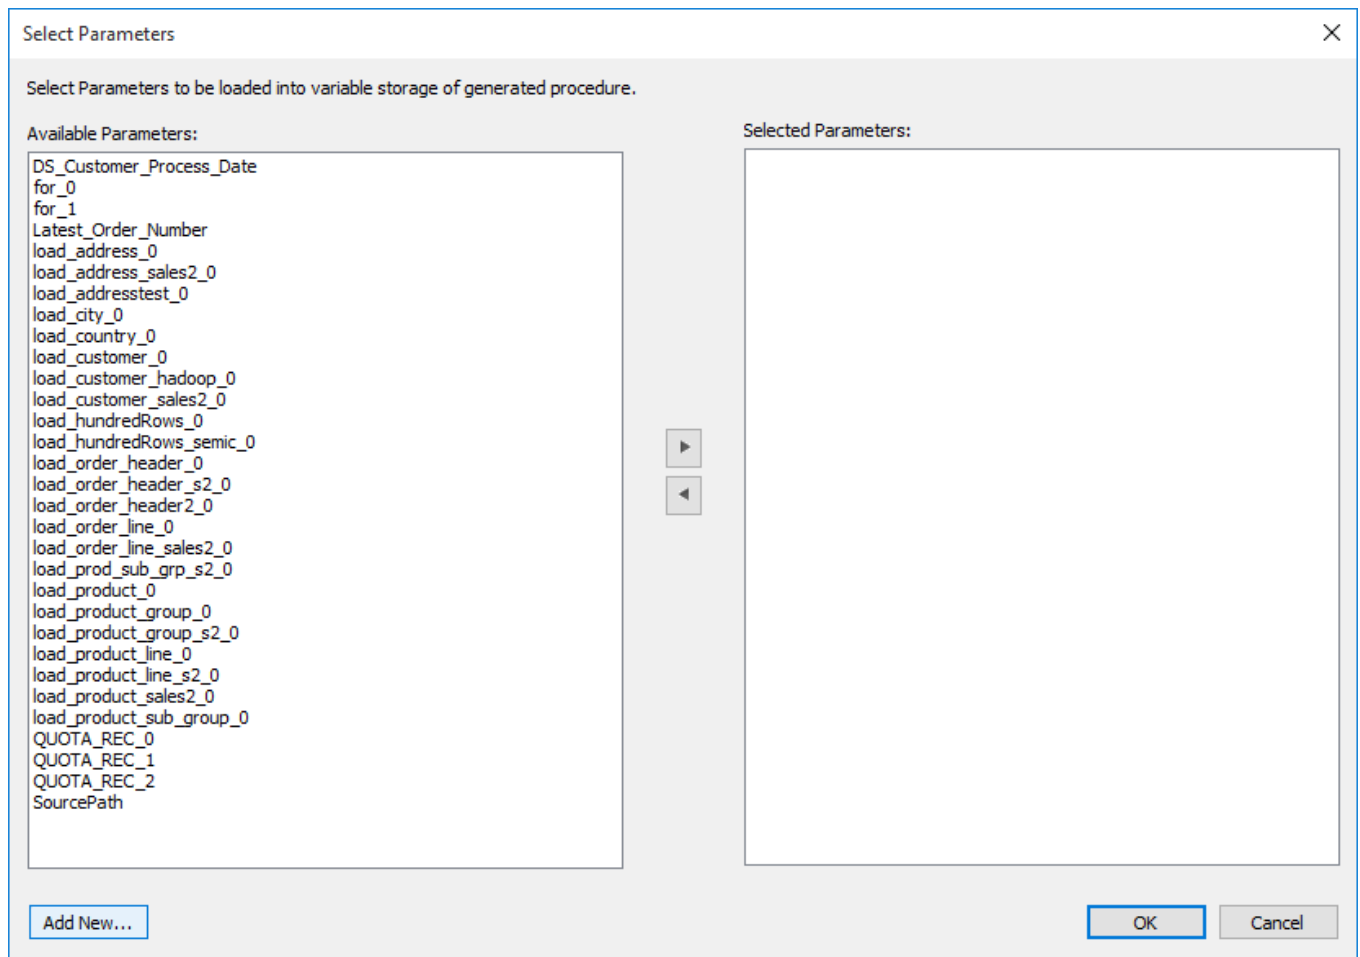 Select Parameters
Select Parameters to be loaded into variable storage of generated procedure.
Available Parameters:
DS_Customer_Process_Date
for_0
for_1
Latest_Order_Number
load_address_0
load_address_sales2_0
load_addresstest_0
load_city_0
load_country_0
load_customer_0
load_customer_hadoop_0
load_customer_sales2_0
load_hundredRows_0
load_hundredRows_semic_0
load_order_header_0
load_order_header_s2_0
load_order_header2_0
load_order_line_0
load_order_line_sales2_0
load_prod_sub_grp_s2_0
load_product_0
load_product_group_0
load_product_group_s2_0
load_product_line_0
load_product_line_s2_0
load_product_sales2_0
load_product_sub_group_0
QUOTA_REC_0
QUOTA_REC_1
QUOTA_REC_2
SourcePath
Selected Parameters:
Add New...
OK
Cancel